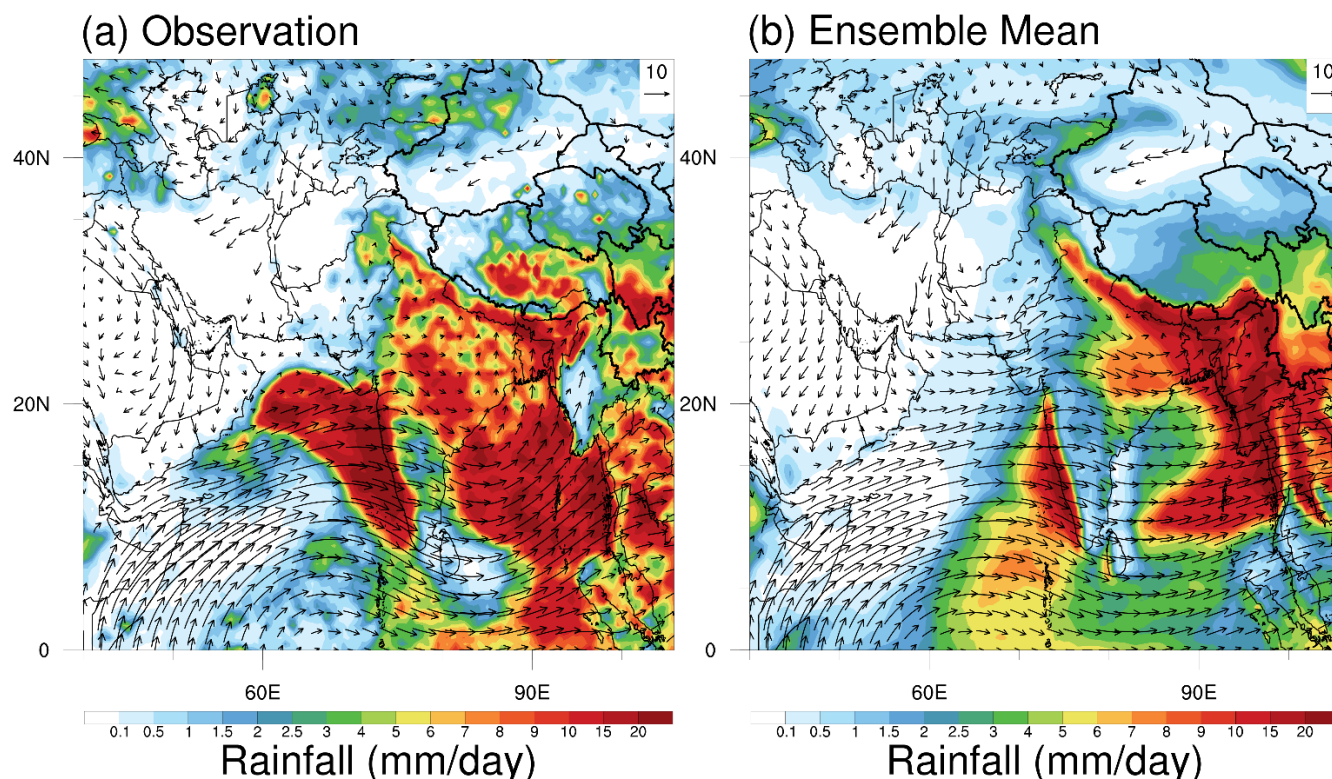 (a) Observation
(b) Ensemble Mean
10
10
40N
20N
0
60E
90E
40N
20N
0
60E
90E
0.1 0.5 1 1.5 2 2.5 3 4 5 6 7 8 9 10 15 20
0.1 0.5 1 1.5 2 2.5 3 4 5 6 7 8 9 10 15 20
Rainfall (mm/day)
Rainfall (mm/day)